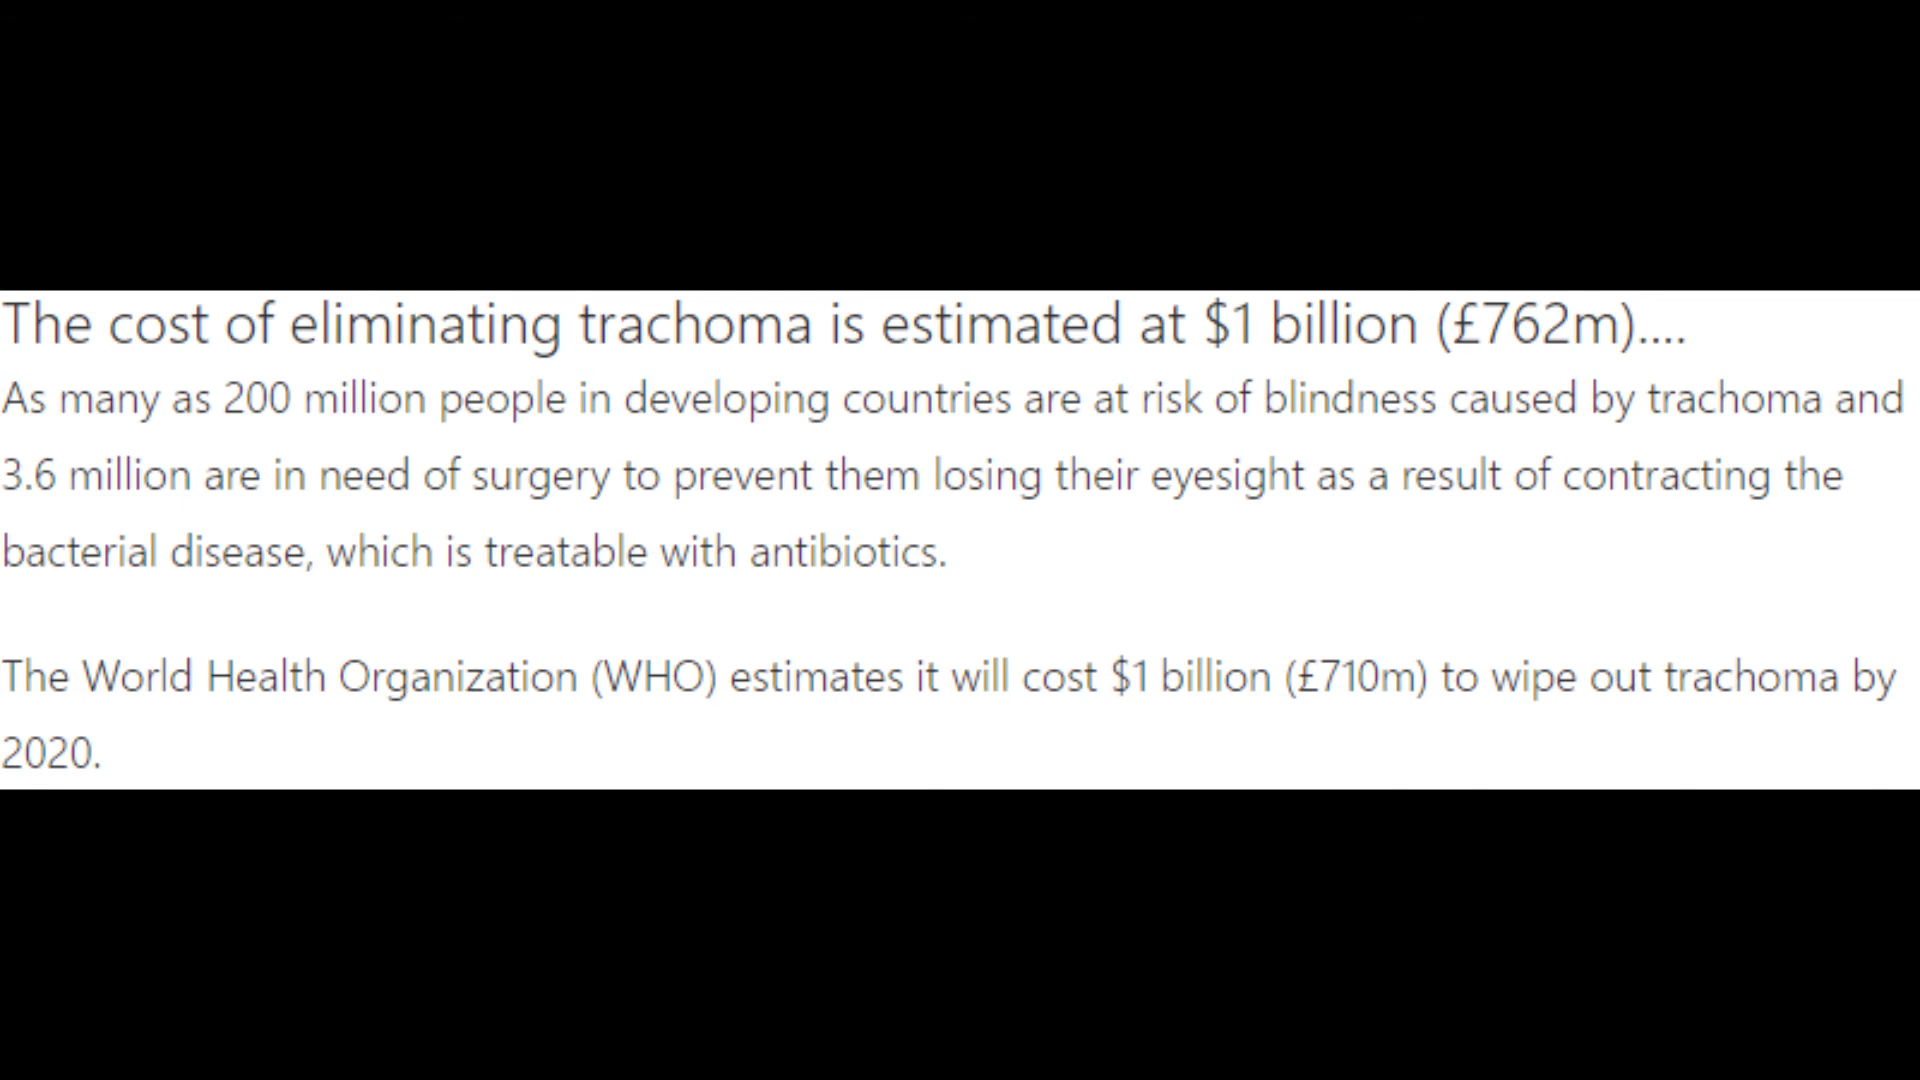 The cost of eliminating trachoma is estimated at $1 billion (£762m)....
As many as 200 million people in developing countries are at risk of blindness caused by trachoma and
3.6 million are in need of surgery to prevent them losing their eyesight as a result of contracting the
bacterial disease, which is treatable with antibiotics.
The World Health Organization (WHO) estimates it will cost $1 billion (£710m) to wipe out trachoma by
2020.